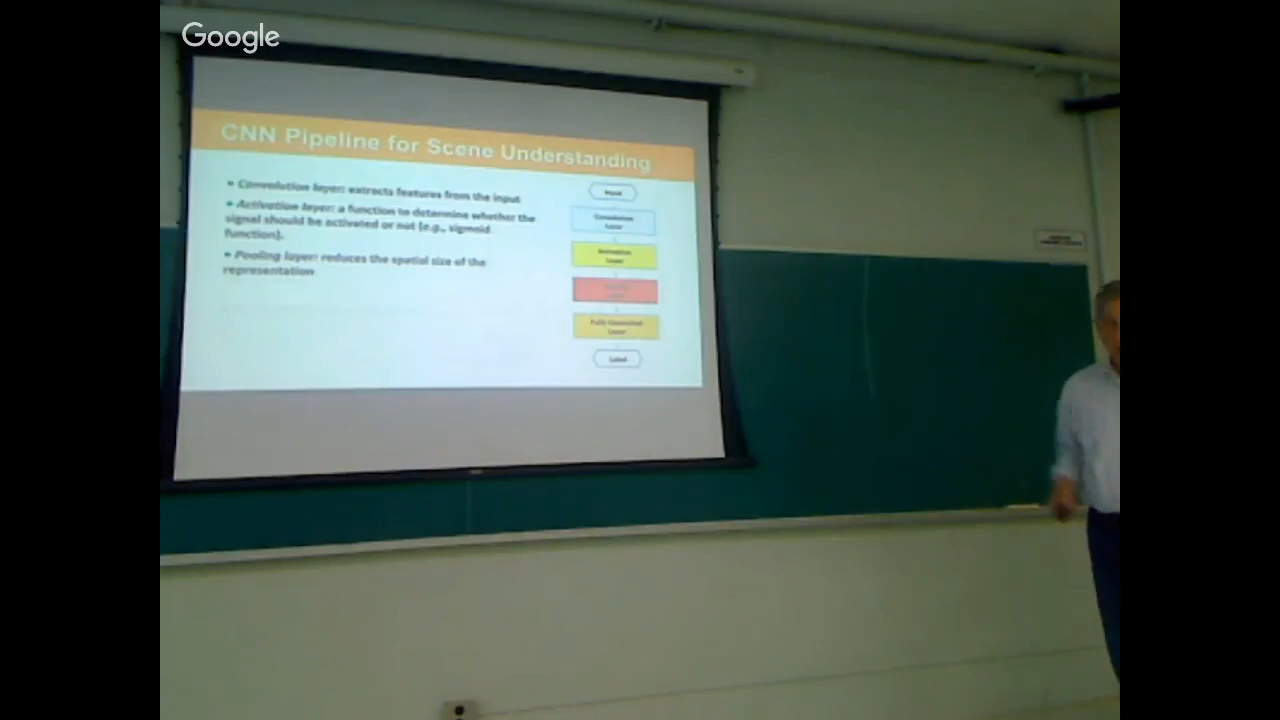 Google
CNN Pipeline for Scene Understanding
Convolution layer: extracts features from the input
Activation layer: a function to determine whether the
signal should be activated or not (e.g., sigmoid
function).
Pooling layer: reduces the spatial size of the
representation
Input
Convolution
Layer
Activation
Layer
Fully Connected
Layer
Label